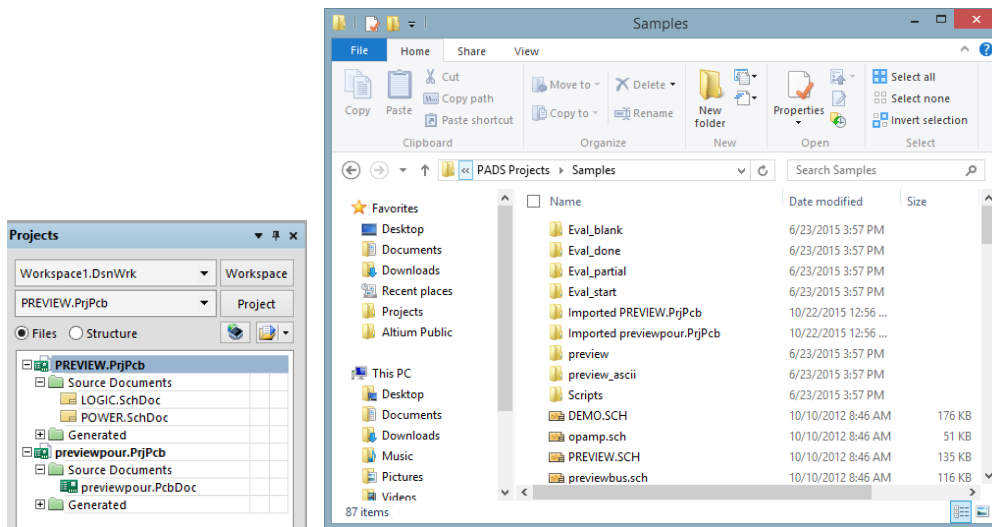 Projects
Workspace1.DsnWrk Workspace
PREVIEW.PrjPcb Project
Files Structure
PREVIEW.PrjPcb
Source Documents
LOGIC.SchDoc
POWER.SchDoc
Generated
previewpour.PrjPcb
Source Documents
previewpour.PcbDoc
Generated
Samples
File Home Share View
Copy
Paste
Cut
Copy path
Paste shortcut
Clipboard
Move to
Copy to
Delete
Rename
Organize
New
folder
New
Properties
Open
Select all
Select none
Invert selection
Select
« PADS Projects Samples
Search Samples
Favorites
Desktop
Documents
Downloads
Recent places
Projects
Altium Public
This PC
Desktop
Documents
Downloads
Music
Pictures
Videos
Name Date modified Size
Eval_blank 6/23/2015 3:57 PM
Eval_done 6/23/2015 3:57 PM
Eval_partial 6/23/2015 3:57 PM
Eval_start 6/23/2015 3:57 PM
Imported PREVIEW.PrjPcb 10/22/2015 12:56 ...
Imported previewpour.PrjPcb 10/22/2015 12:56 ...
preview 6/23/2015 3:57 PM
preview_ascii 6/23/2015 3:57 PM
Scripts 6/23/2015 3:57 PM
DEMO.SCH 10/10/2012 8:46 AM 176 KB
opamp.sch 10/10/2012 8:46 AM 51 KB
PREVIEW.SCH 10/10/2012 8:46 AM 135 KB
previewbus.sch 10/10/2012 8:46 AM 116 KB
87 items